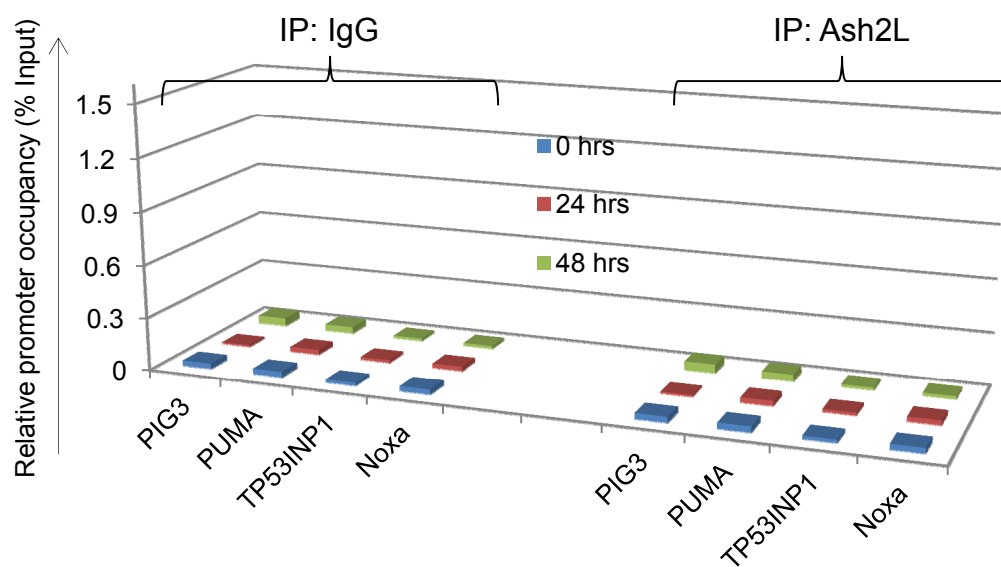 IP: IgG
IP: Ash2L
Relative promoter occupancy (% Input)
1.5
1.2
0.9
0.6
0.3
0
0 hrs
24 hrs
48 hrs
PIG3
PUMA
TP53INP1
Noxa
PIG3
PUMA
TP53INP1
Noxa